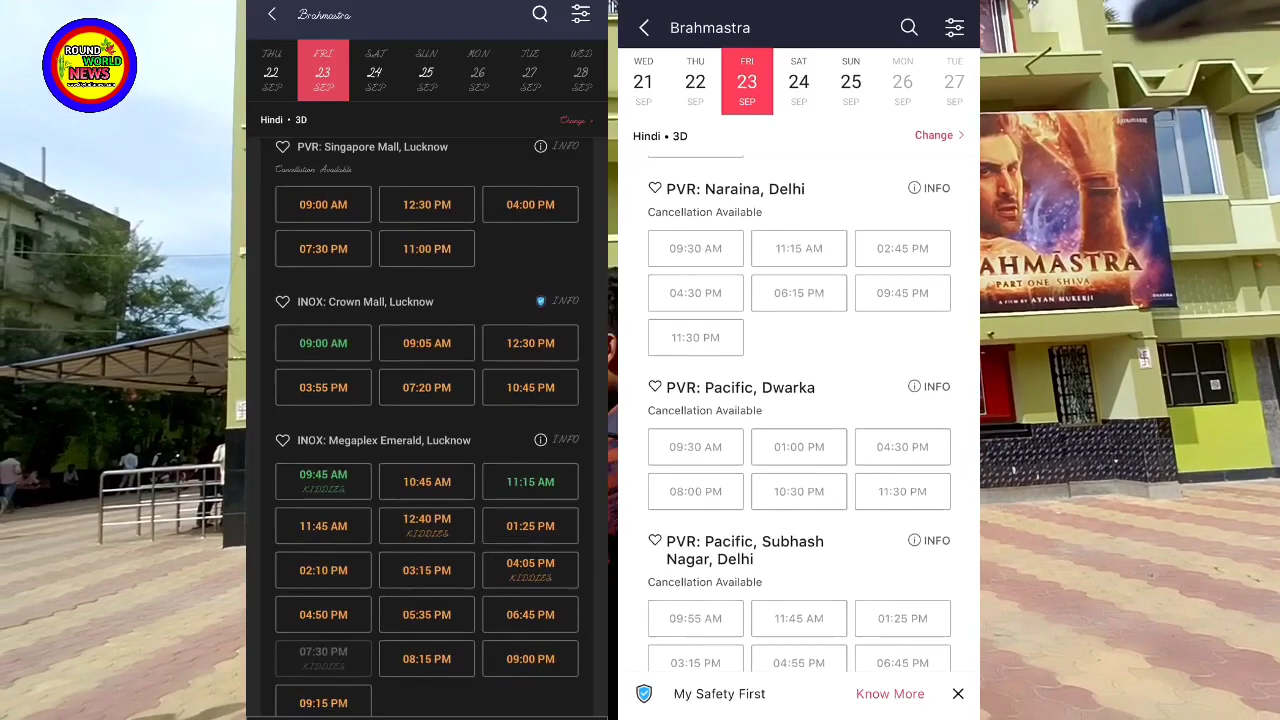 ROUND
WORLD
NEWS
Brahmastra
THU FRI SAT SUN MON TUE WED
22 23 24 25 26 27 28
SEP SEP SEP SEP SEP SEP SEP
Hindi • 3D Change >
PVR: Singapore Mall, Lucknow INFO
Cancellation Available
09:00 AM 12:30 PM 04:00 PM
07:30 PM 11:00 PM
INOX: Crown Mall, Lucknow INFO
09:00 AM 09:05 AM 12:30 PM
03:55 PM 07:20 PM 10:45 PM
INOX: Megaplex Emerald, Lucknow INFO
09:45 AM 10:45 AM 11:15 AM
KIDDLES
11:45 AM 12:40 PM 01:25 PM
KIDDLES
02:10 PM 03:15 PM 04:05 PM
KIDDLES
04:50 PM 05:35 PM 06:45 PM
07:30 PM 08:15 PM 09:00 PM
KIDDLES
09:15 PM
Brahmastra
WED THU FRI SAT SUN MON TUE
21 22 23 24 25 26 27
SEP SEP SEP SEP SEP SEP SEP
Hindi • 3D Change >
PVR: Naraina, Delhi INFO
Cancellation Available
09:30 AM 11:15 AM 02:45 PM
04:30 PM 06:15 PM 09:45 PM
11:30 PM
PVR: Pacific, Dwarka INFO
Cancellation Available
09:30 AM 01:00 PM 04:30 PM
08:00 PM 10:30 PM 11:30 PM
PVR: Pacific, Subhash INFO
Nagar, Delhi
Cancellation Available
09:55 AM 11:45 AM 01:25 PM
03:15 PM 04:55 PM 06:45 PM
My Safety First Know More
AHMĀSTRA
PART ONE: SHIVA
A FILM BY AYAN MUKERJI